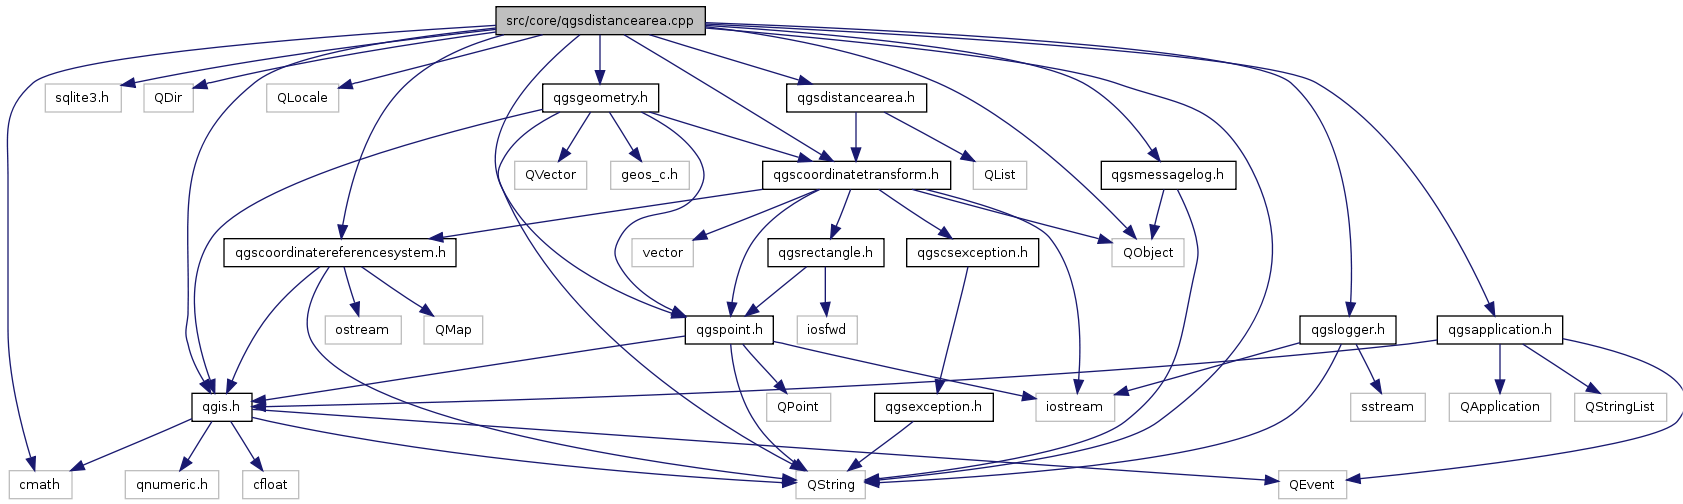 src/core/qgsdistancearea.cpp
sqlite3.h
QDir
QLocale
qgsgeometry.h
qgsdistancearea.h
QVector
geos_c.h
qgscoordinatetransform.h
QList
qgsmessagelog.h
qgscoordinatereferencesystem.h
vector
qgsrectangle.h
qgscsexception.h
QObject
ostream
QMap
qgspoint.h
iosfwd
qgslogger.h
qgsapplication.h
qgis.h
QPoint
qgsexception.h
iostream
sstream
QApplication
QStringList
cmath
qnumeric.h
cfloat
QString
QEvent